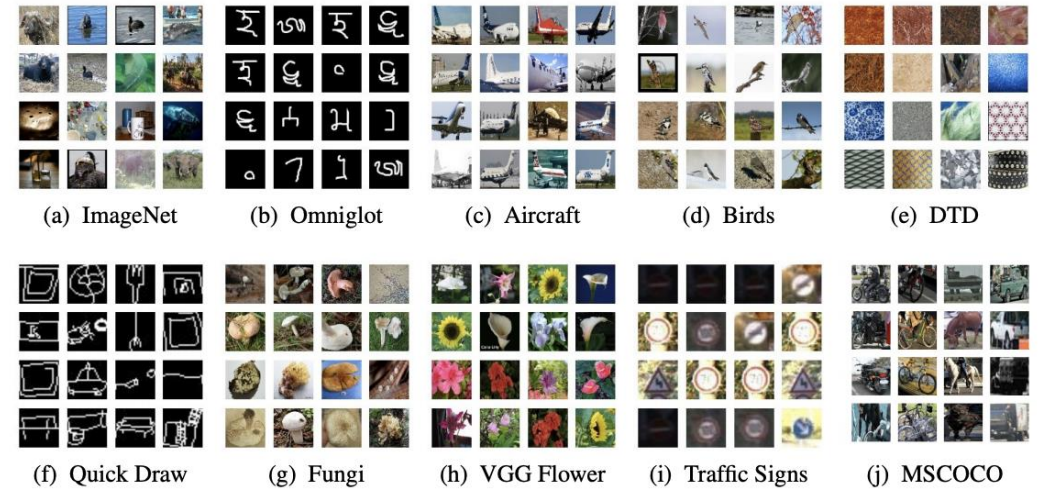 (a) ImageNet
(b) Omniglot
(c) Aircraft
(d) Birds
(e) DTD
(f) Quick Draw
(g) Fungi
(h) VGG Flower
(i) Traffic Signs
(j) MSCOCO